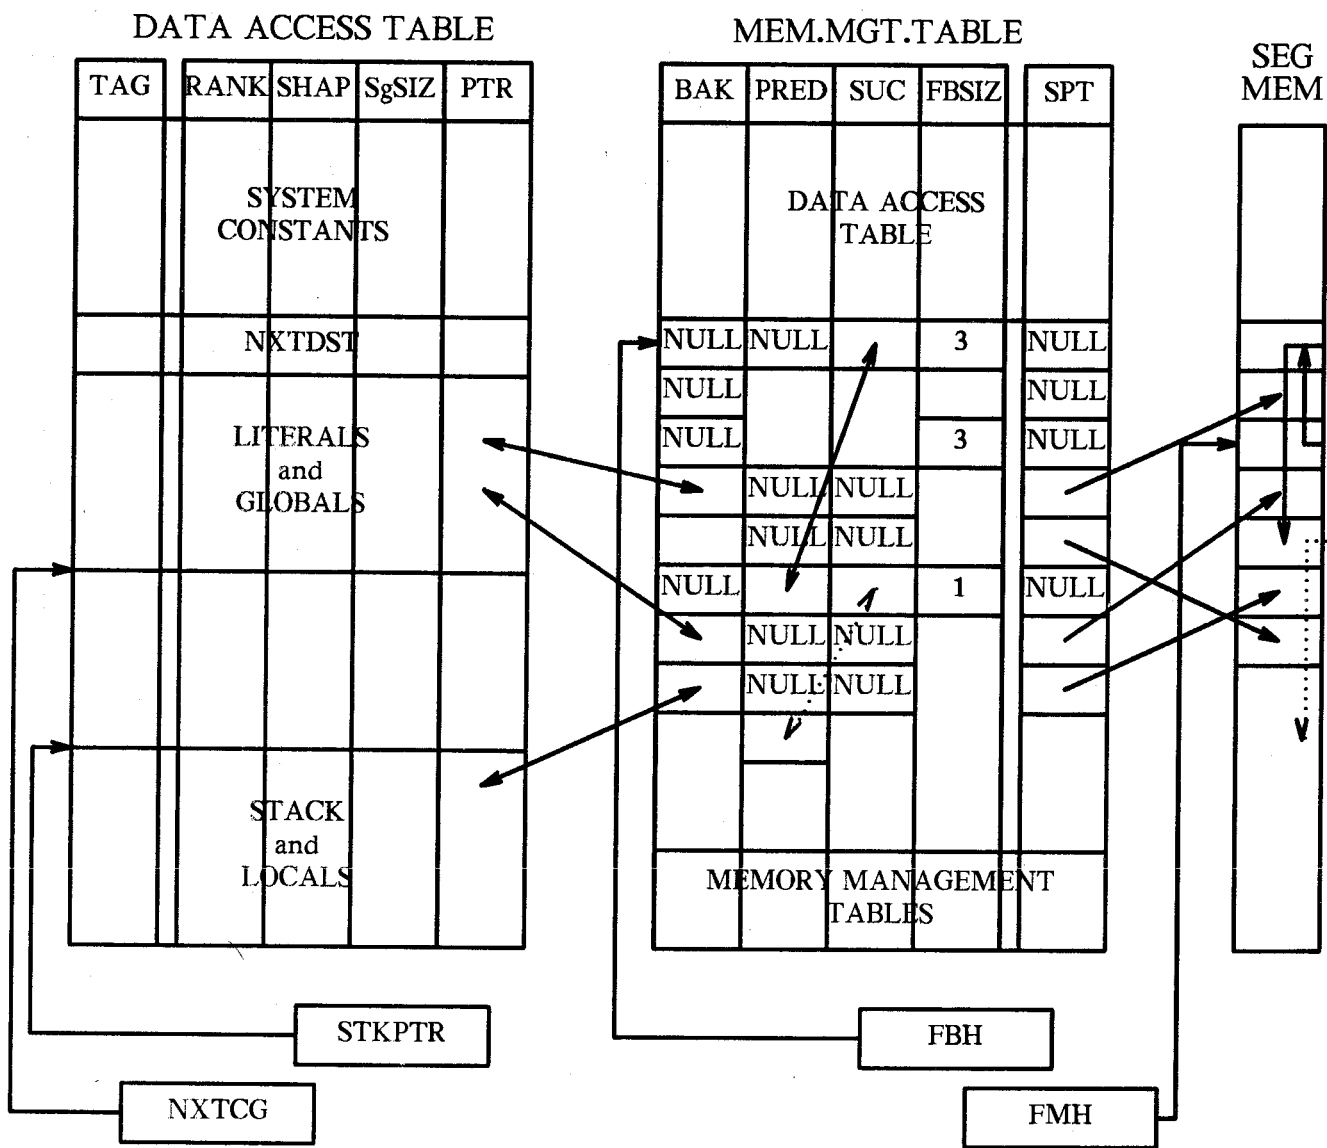 DATA ACCESS TABLE
MEM.MGT.TABLE
SEG
MEM
TAG RANK SHAP SgSIZ PTR
BAK PRED SUC FBSIZ SPT
SYSTEM
CONSTANTS
DATA ACCESS
TABLE
NXTDST
NULL NULL 3 NULL
NULL NULL
LITERALS
and
GLOBALS
NULL 3 NULL
NULL NULL
NULL NULL
NULL 1 NULL
NULL NULL
NULL NULL
STACK
and
LOCALS
MEMORY MANAGEMENT
TABLES
STKPTR
FBH
NXTCG
FMH